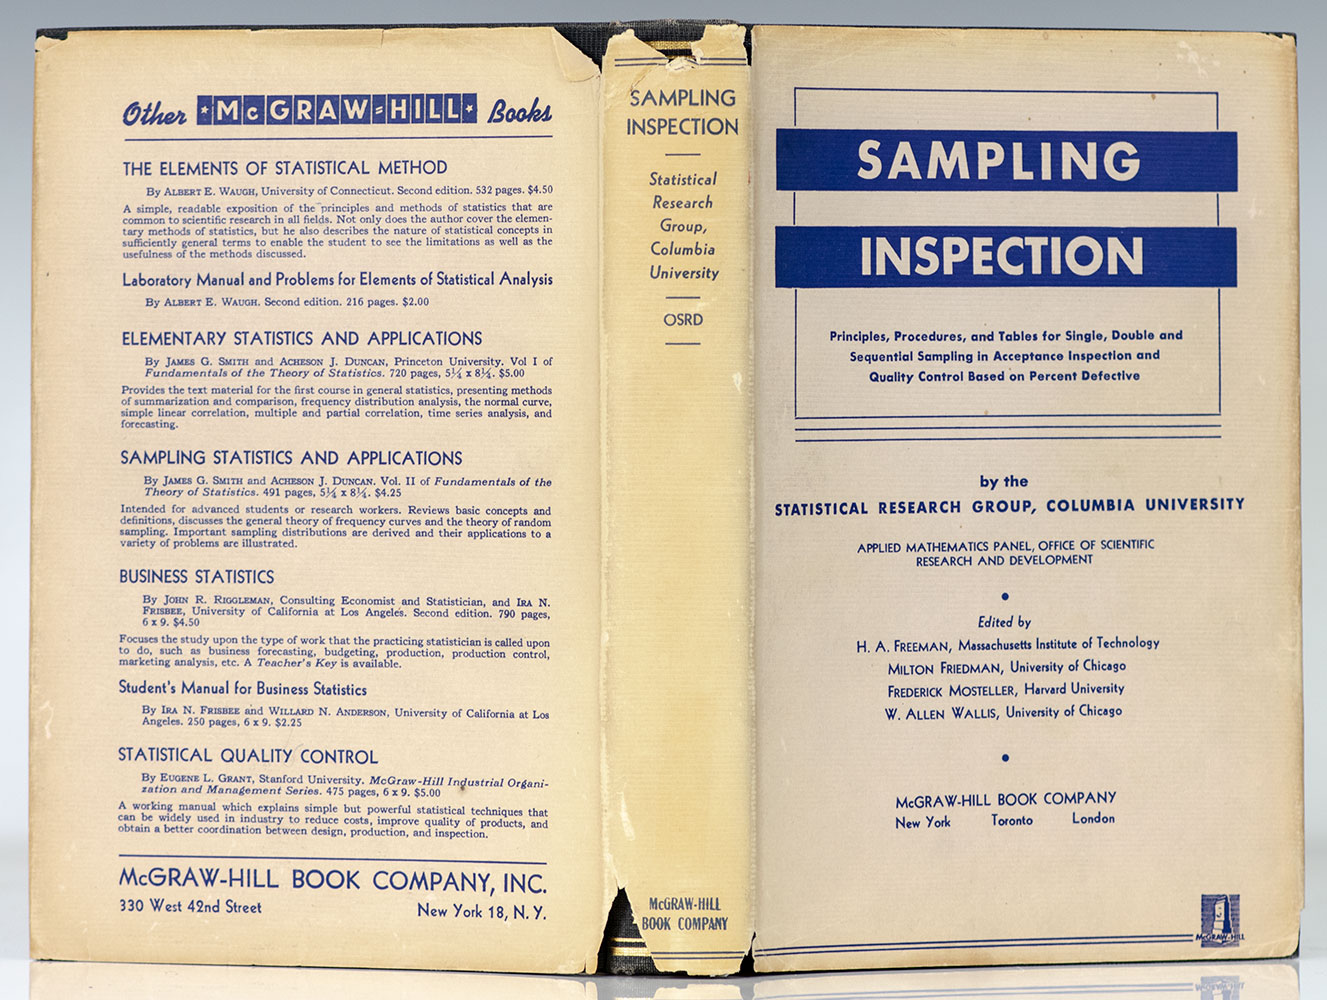 Other McGRAW-HILL Books
THE ELEMENTS OF STATISTICAL METHOD
By ALBERT E. WAUGH, University of Connecticut. Second edition. 532 pages. $4.50
A simple, readable exposition of the principles and methods of statistics that are
common to scientific research in all fields. Not only does the author cover the elemen-
tary methods of statistics, but he also describes the nature of statistical concepts in
sufficiently general terms to enable the student to see the limitations as well as the
usefulness of the methods discussed.
Laboratory Manual and Problems for Elements of Statistical Analysis
By ALBERT E. WAUGH. Second edition. 216 pages. $2.00
ELEMENTARY STATISTICS AND APPLICATIONS
By JAMES G. SMITH and ACHESON J. DUNCAN, Princeton University. Vol I of
Fundamentals of the Theory of Statistics. 720 pages, 5½ x 8¼. $5.00
Provides the text material for the first course in general statistics, presenting methods
of summarization and comparison, frequency distribution analysis, the normal curve,
simple linear correlation, multiple and partial correlation, time series analysis, and
forecasting.
SAMPLING STATISTICS AND APPLICATIONS
By JAMES G. SMITH and ACHESON J. DUNCAN. Vol. II of Fundamentals of the
Theory of Statistics. 491 pages, 5½ x 8¼. $4.25
Intended for advanced students or research workers. Reviews basic concepts and
definitions, discusses the general theory of frequency curves and the theory of random
sampling. Important sampling distributions are derived and their applications to a
variety of problems are illustrated.
BUSINESS STATISTICS
By JOHN R. RIGGLEMAN, Consulting Economist and Statistician, and IRA N.
FRISBEE, University of California at Los Angeles. Second edition. 790 pages,
6 x 9. $4.50
Focuses the study upon the type of work that the practicing statistician is called upon
to do, such as business forecasting, budgeting, production, production control,
marketing analysis, etc. A Teacher's Key is available.
Student's Manual for Business Statistics
By IRA N. FRISBEE and WILLARD N. ANDERSON, University of California at Los
Angeles. 250 pages, 6 x 9. $2.25
STATISTICAL QUALITY CONTROL
By EUGENE L. GRANT, Stanford University. McGraw-Hill Industrial Organi-
zation and Management Series. 475 pages, 6 x 9. $5.00
A working manual which explains simple but powerful statistical techniques that
can be widely used in industry to reduce costs, improve quality of products, and
obtain a better coordination between design, production, and inspection.
McGRAW-HILL BOOK COMPANY, INC.
330 West 42nd Street New York 18, N. Y.
SAMPLING
INSPECTION
Statistical
Research
Group,
Columbia
University
OSRD
McGRAW-HILL
BOOK COMPANY
SAMPLING
INSPECTION
Principles, Procedures, and Tables for Single, Double and
Sequential Sampling in Acceptance Inspection and
Quality Control Based on Percent Defective
by the
STATISTICAL RESEARCH GROUP, COLUMBIA UNIVERSITY
APPLIED MATHEMATICS PANEL, OFFICE OF SCIENTIFIC
RESEARCH AND DEVELOPMENT
Edited by
H. A. FREEMAN, Massachusetts Institute of Technology
MILTON FRIEDMAN, University of Chicago
FREDERICK MOSTELLER, Harvard University
W. ALLEN WALLIS, University of Chicago
McGRAW-HILL BOOK COMPANY
New York Toronto London
McGRAW-HILL